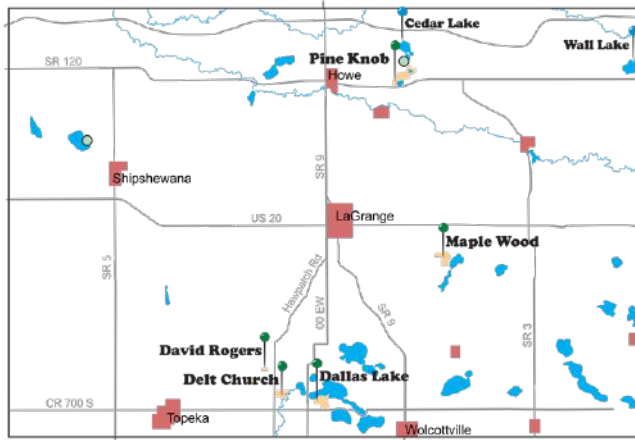 Cedar Lake
Wall Lake
Pine Knob
SR 120
Howe
SR 9
Shipshewana
LaGrange
US 20
Maple Wood
SR 5
Hawpatch Rd
00 EW
SR 9
SR 3
David Rogers
Delt Church
Dallas Lake
CR 700 S
Topeka
Wolcottville